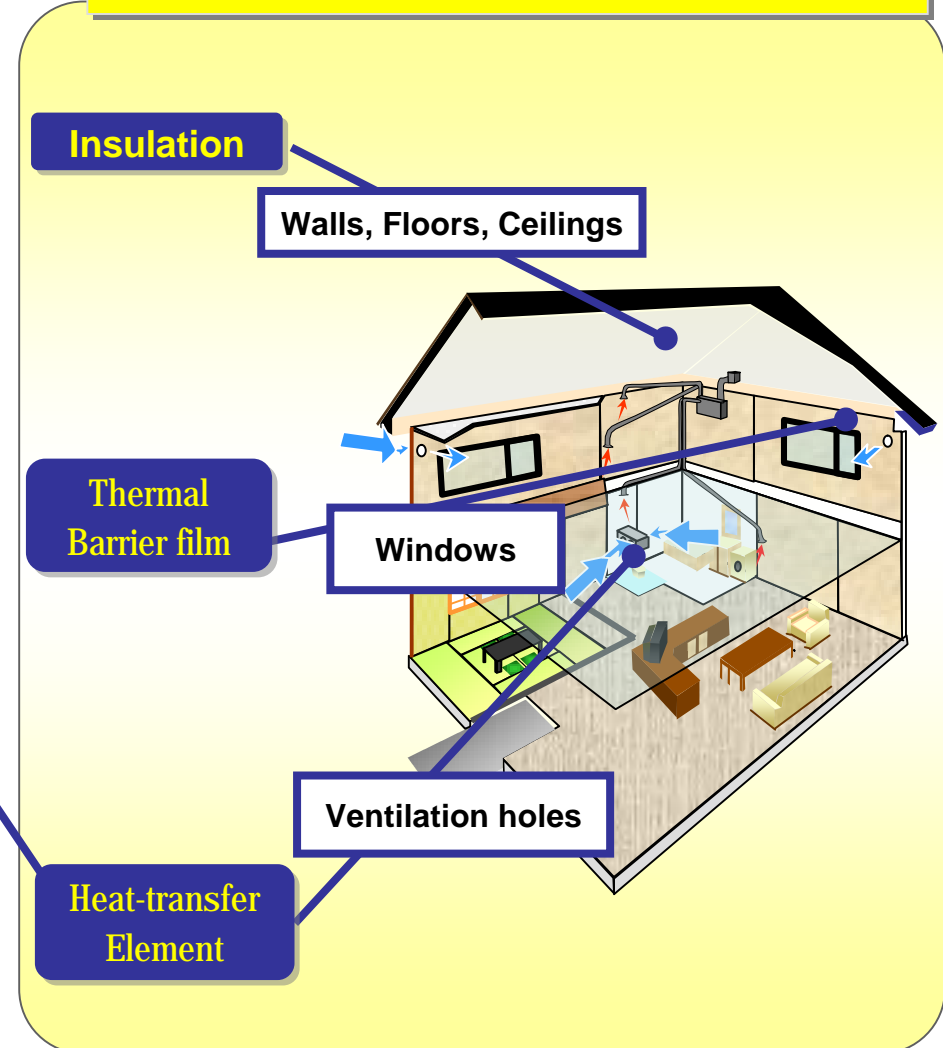 Insulation
Walls, Floors, Ceilings
Thermal
Barrier film
Windows
Ventilation holes
Heat-transfer
Element